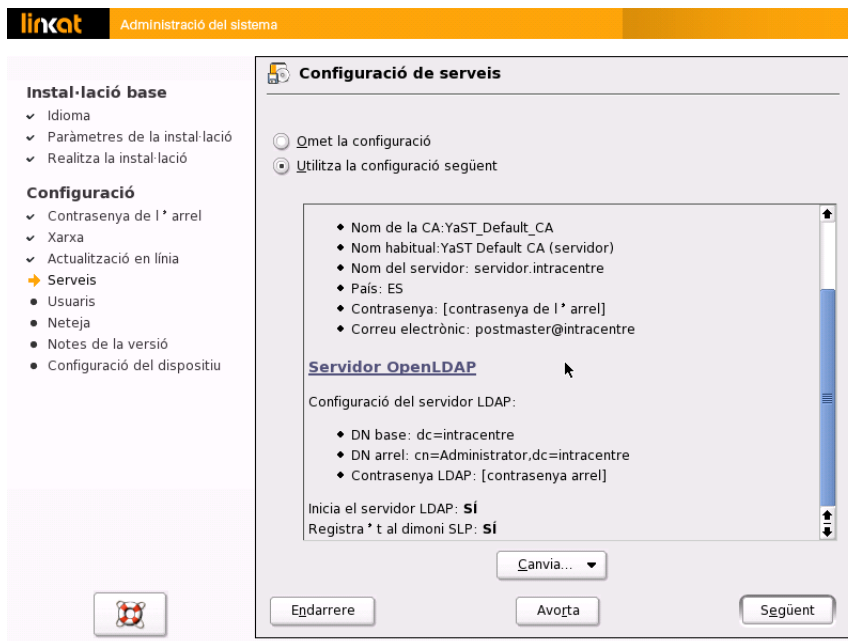 linkat
Administració del sistema
Instal·lació base
Idioma
Paràmetres de la instal·lació
Realitza la instal·lació
Configuració
Contrasenya de l’arrel
Xarxa
Actualització en línia
Serveis
Usuaris
Neteja
Notes de la versió
Configuració del dispositiu
Configuració de serveis
Omet la configuració
Utilitza la configuració següent
Nom de la CA:YaST_Default_CA
Nom habitual:YaST Default CA (servidor)
Nom del servidor: servidor.intracentre
País: ES
Contrasenya: [contrasenya de l’arrel]
Correu electrònic: postmaster@intracentre
Servidor OpenLDAP
Configuració del servidor LDAP:
DN base: dc=intracentre
DN arrel: cn=Administrator,dc=intracentre
Contrasenya LDAP: [contrasenya arrel]
Inicia el servidor LDAP: SÍ
Registra’t al dimoni SLP: SÍ
Canvia...
Endarrere
Avorta
Següent